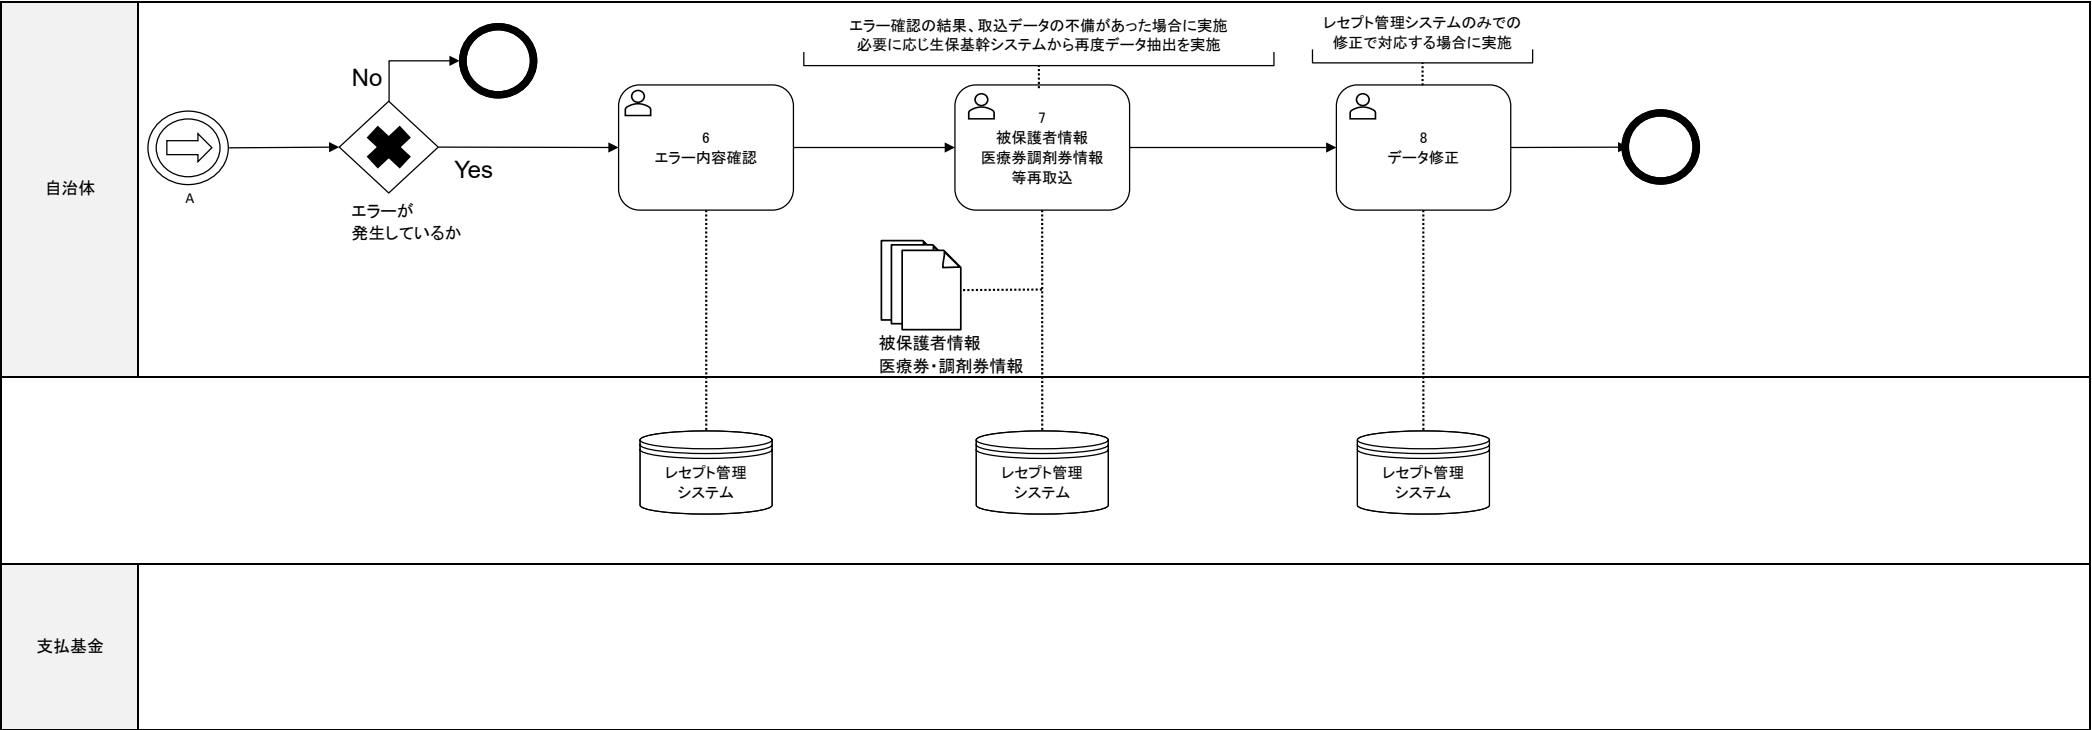 エラー確認の結果、取込データの不備があった場合に実施
必要に応じ生保基幹システムから再度データ抽出を実施
レセプト管理システムのみでの
修正で対応する場合に実施
自治体
A
No
Yes
エラーが
発生しているか
6
エラー内容確認
7
被保護者情報
医療券調剤券情報
等再取込
8
データ修正
被保護者情報
医療券・調剤券情報
レセプト管理
システム
レセプト管理
システム
レセプト管理
システム
支払基金